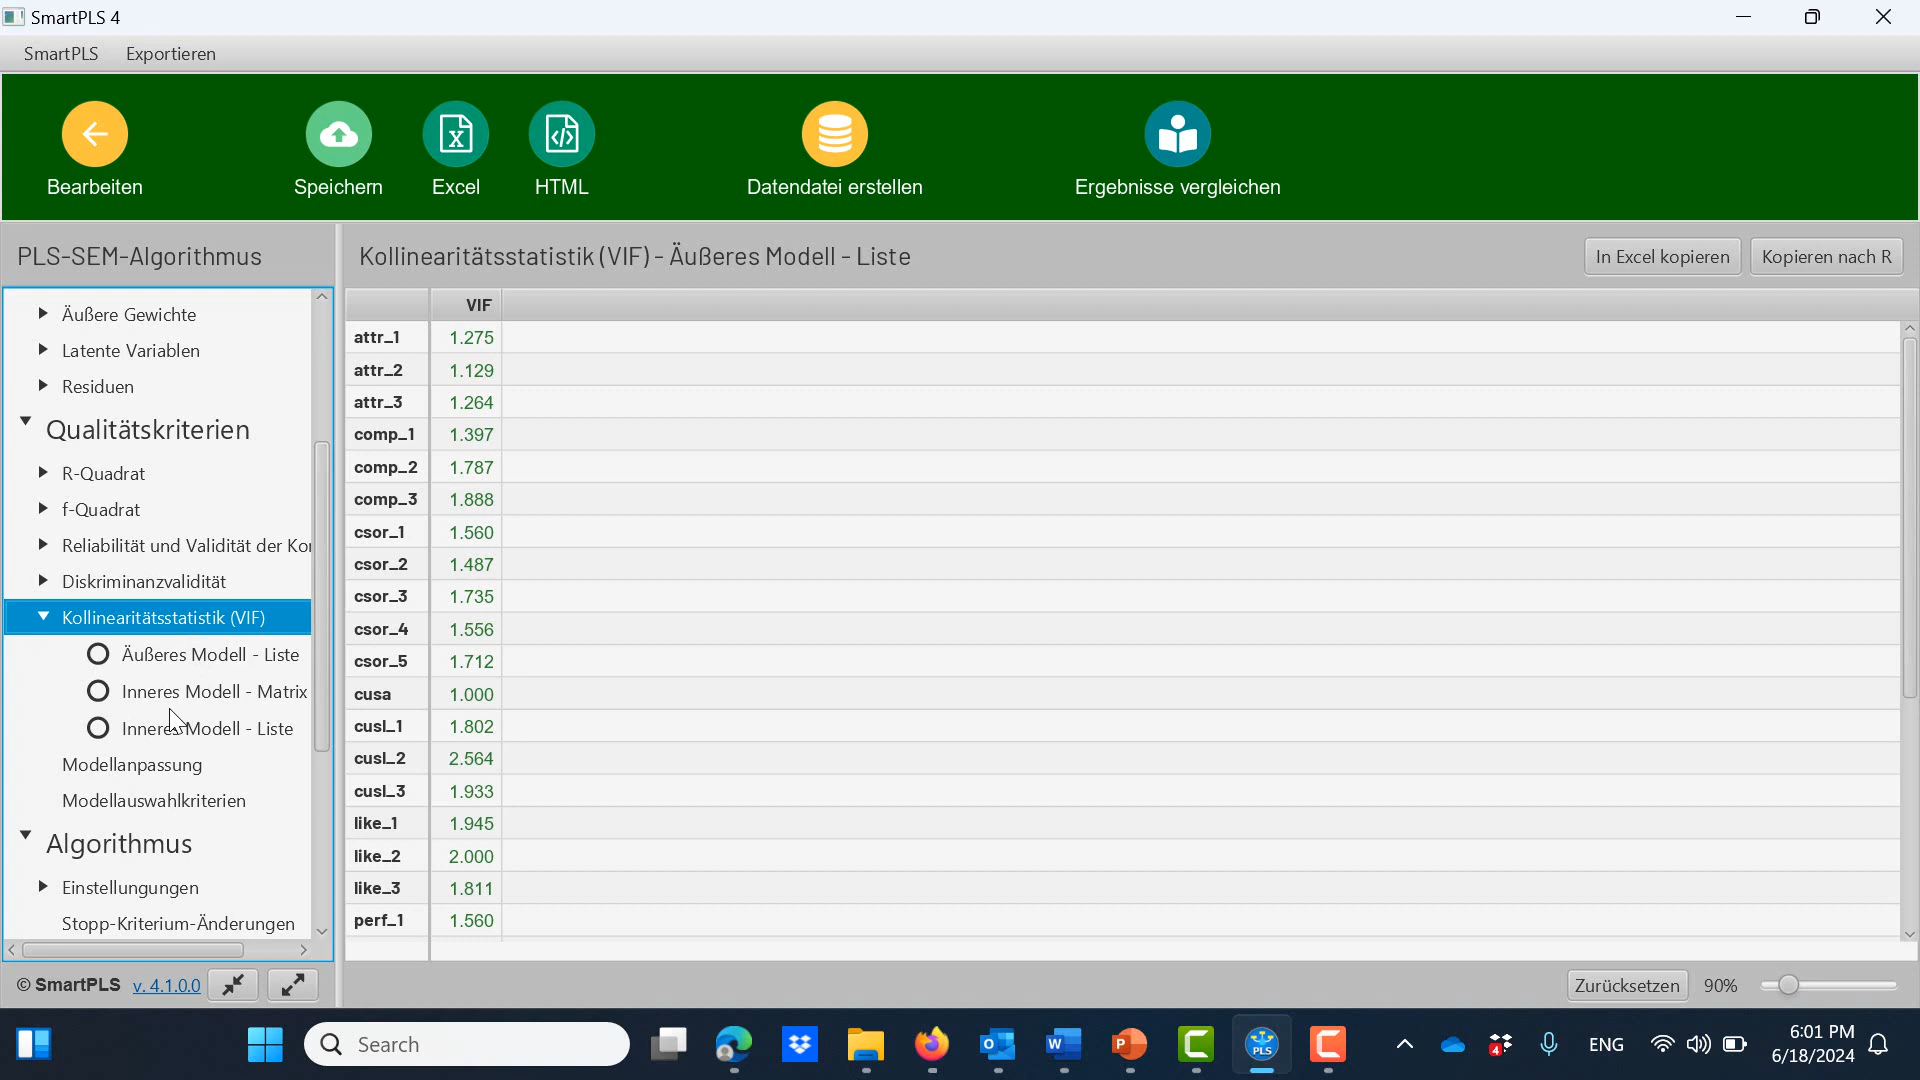 SmartPLS 4
SmartPLS Exportieren
Bearbeiten Speichern Excel HTML Datendatei erstellen Ergebnisse vergleichen
PLS-SEM-Algorithmus
Äußere Gewichte
Latente Variablen
Residuen
Qualitätskriterien
R-Quadrat
f-Quadrat
Reliabilität und Validität der Ko
Diskriminanzvalidität
Kollinearitätsstatistik (VIF)
Äußeres Modell - Liste
Inneres Modell - Matrix
Inneres Modell - Liste
Modellanpassung
Modellauswahlkriterien
Algorithmus
Einstellungungen
Stopp-Kriterium-Änderungen
© SmartPLS v. 4.1.0.0
Kollinearitätsstatistik (VIF) - Äußeres Modell - Liste
In Excel kopieren Kopieren nach R
VIF
attr_1 1.275
attr_2 1.129
attr_3 1.264
comp_1 1.397
comp_2 1.787
comp_3 1.888
csor_1 1.560
csor_2 1.487
csor_3 1.735
csor_4 1.556
csor_5 1.712
cusa 1.000
cusl_1 1.802
cusl_2 2.564
cusl_3 1.933
like_1 1.945
like_2 2.000
like_3 1.811
perf_1 1.560
Zurücksetzen 90%
Search
PLS
4
ENG
6:01 PM
6/18/2024